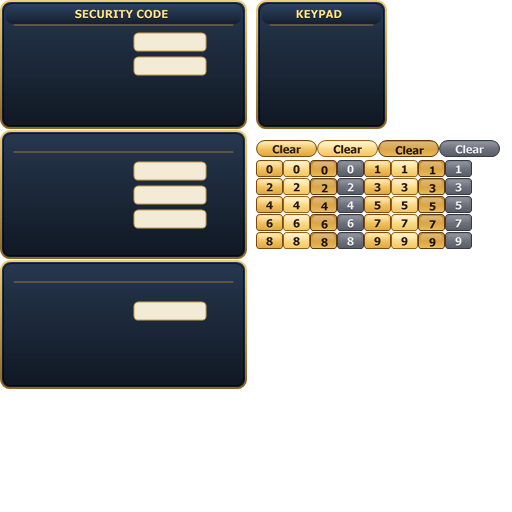 SECURITY CODE
KEYPAD
Clear Clear Clear Clear
0 0 0 0 1 1 1 1
2 2 2 2 3 3 3 3
4 4 4 4 5 5 5 5
6 6 6 6 7 7 7 7
8 8 8 8 9 9 9 9